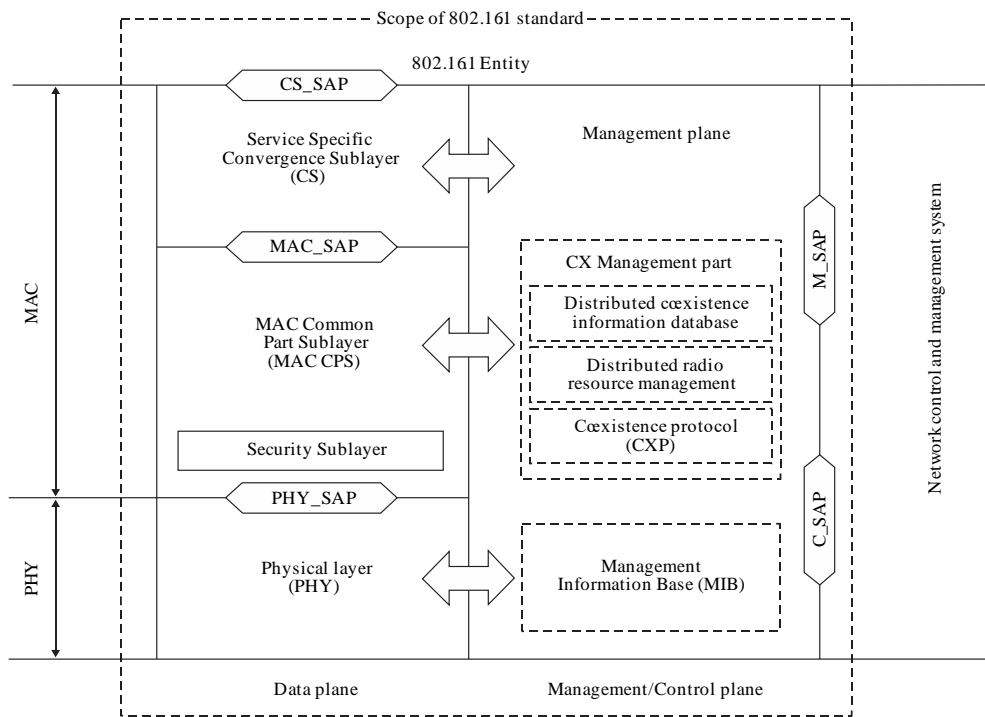 Scope of 802.161 standard
802.16.1 Entity
CS_SAP
Service Specific
Convergence Sublayer
(CS)
Management plane
MAC_SAP
MAC
MAC Common
Part Sublayer
(MAC CPS)
CX Management part
Distributed cœxistence
information database
Distributed radio
resource management
Cœxistence protocol
(CXP)
M_SAP
Network control and management system
Security Sublayer
PHY_SAP
C_SAP
PHY
Physical layer
(PHY)
Management
Information Base (MIB)
Data plane
Management/Control plane